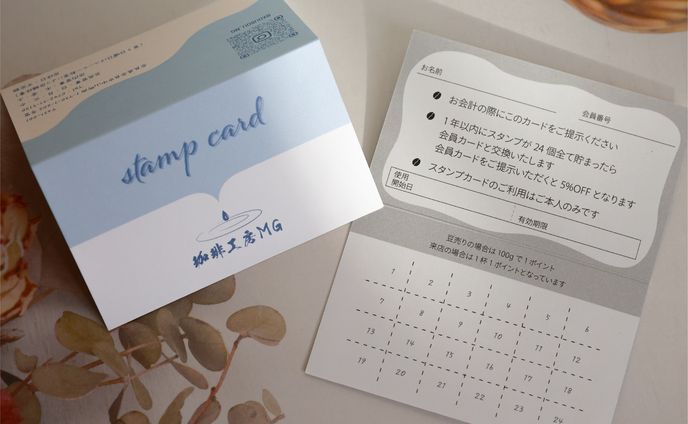 stamp card
珈琲工房MG
お名前
会員番号
お会計の際にこのカードをご提示ください
1年以内にスタンプが24個全て貯まったら
会員カードと交換いたします
会員カードをご提示いただくと5%OFFとなります
スタンプカードのご利用はご本人のみです
使用
開始日
有効期限
豆売りの場合は100gで1ポイント
来店の場合は1杯1ポイントとなっています
1 2 3 4 5 6
7 8 9 10 11 12
13 14 15 16 17 18
19 20 21 22 23 24